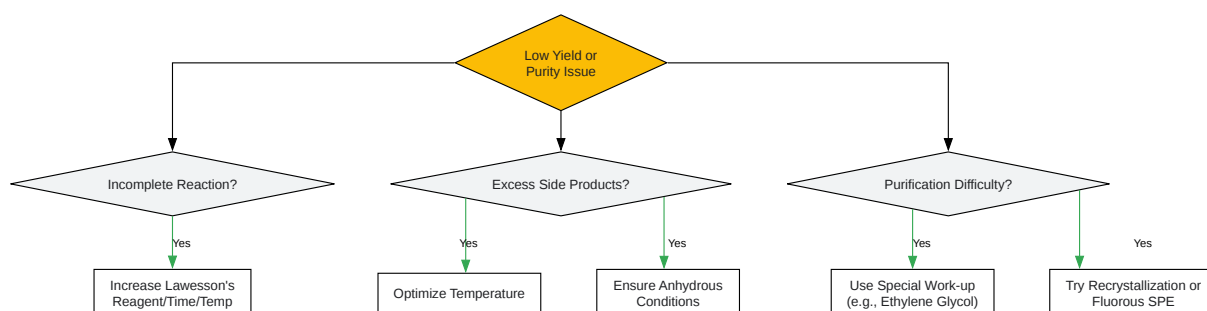 Low Yield or
Purity Issue
Incomplete Reaction?
Excess Side Products?
Purification Difficulty?
Yes
Yes
Yes
Yes
Yes
Increase Lawesson's
Reagent/Time/Temp
Optimize Temperature
Ensure Anhydrous
Conditions
Use Special Work-up
(e.g., Ethylene Glycol)
Try Recrystallization or
Fluorous SPE